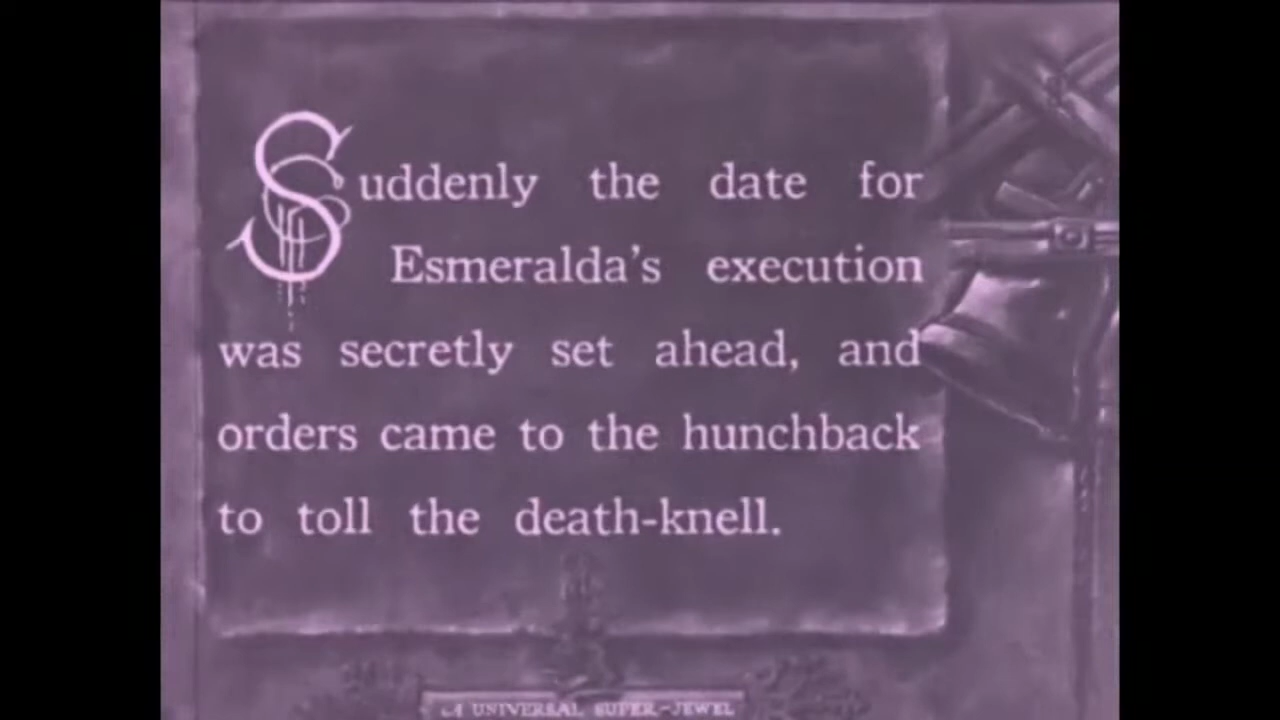 Suddenly the date for
Esmeralda's execution
was secretly set ahead, and
orders came to the hunchback
to toll the death-knell.
A UNIVERSAL SUPER-JEWEL